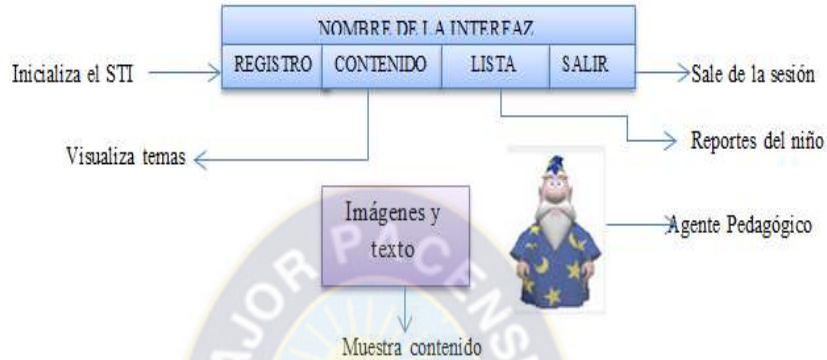 NOMBRE DE LA INTERFAZ
REGISTRO CONTENIDO LISTA SALIR
Inicializa el STI
Sale de la sesión
Reportes del niño
Visualiza temas
Imágenes y
texto
Agente Pedagógico
Muestra contenido